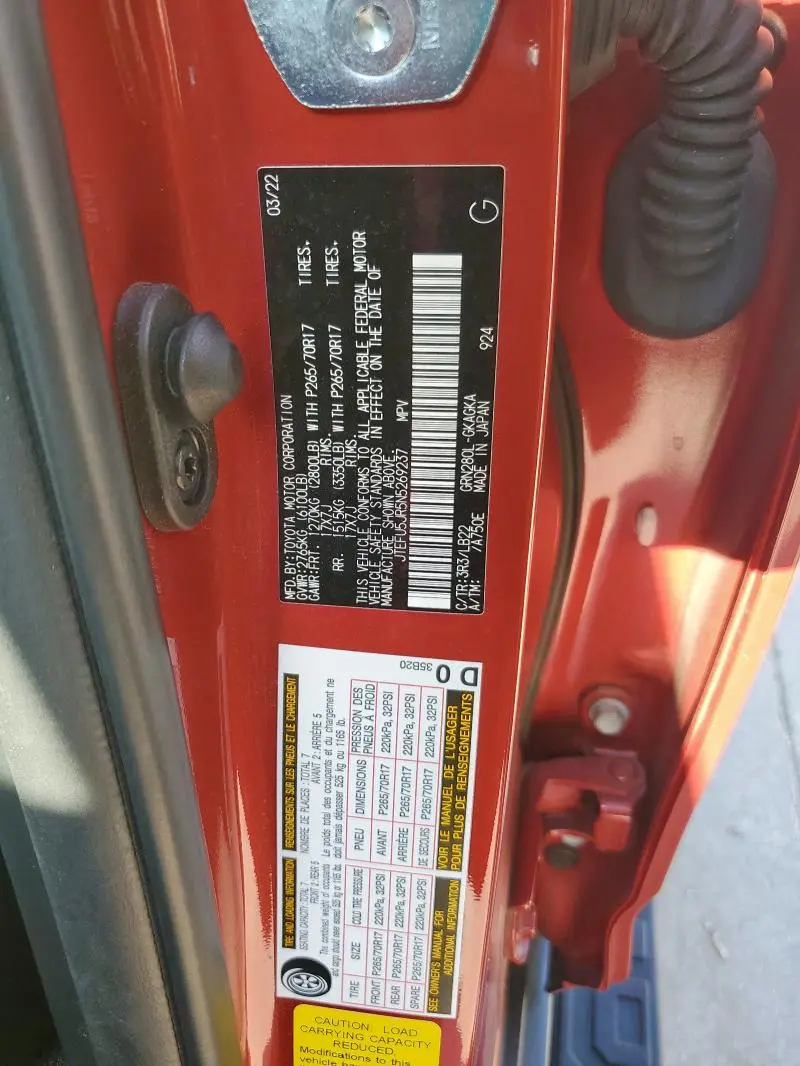 MFD.BY:TOYOTA MOTOR CORPORATION 03/22
GVWR:2765KG (6100LB)
GAWR:FRT. 1270KG (2800LB) WITH P265/70R17 TIRES.
17X7J RIMS.
RR. 1515KG (3350LB) WITH P265/70R17 TIRES.
17X7J RIMS.
THIS VEHICLE CONFORMS TO ALL APPLICABLE FEDERAL MOTOR
VEHICLE SAFETY STANDARDS IN EFFECT ON THE DATE OF
MANUFACTURE SHOWN ABOVE.
JTEFU5JR5N5269237 MPV
C/TR:3R3/LB22 GRN280L-GKAGKA 924
A/TM: /A750E MADE IN JAPAN G
TIRE AND LOADING INFORMATION RENSEIGNEMENTS SUR LES PNEUS ET LE CHARGEMENT
SEATING CAPACITY:TOTAL 7 NOMBRE DE PLACES:TOTAL 7
FRONT 2:REAR 5 AVANT 2:ARRIÈRE 5
The combined weight of occupants Le poids total des occupants et du chargement ne
and cargo should never exceed 525 kg or 1165 lbs. doit jamais dépasser 525 kg ou 1165 lb.
TIRE SIZE COLD TIRE PRESSURE PNEU DIMENSIONS PRESSION DES PNEUS À FROID
FRONT P265/70R17 220kPa, 32PSI AVANT P265/70R17 220kPa, 32PSI
REAR P265/70R17 220kPa, 32PSI ARRIÈRE P265/70R17 220kPa, 32PSI
SPARE P265/70R17 220kPa, 32PSI DE SECOURS P265/70R17 220kPa, 32PSI
SEE OWNER'S MANUAL FOR ADDITIONAL INFORMATION
VOIR LE MANUEL DE L'USAGER POUR PLUS DE RENSEIGNEMENTS
35B20
D0
CAUTION: LOAD
CARRYING CAPACITY
REDUCED.
Modifications to this